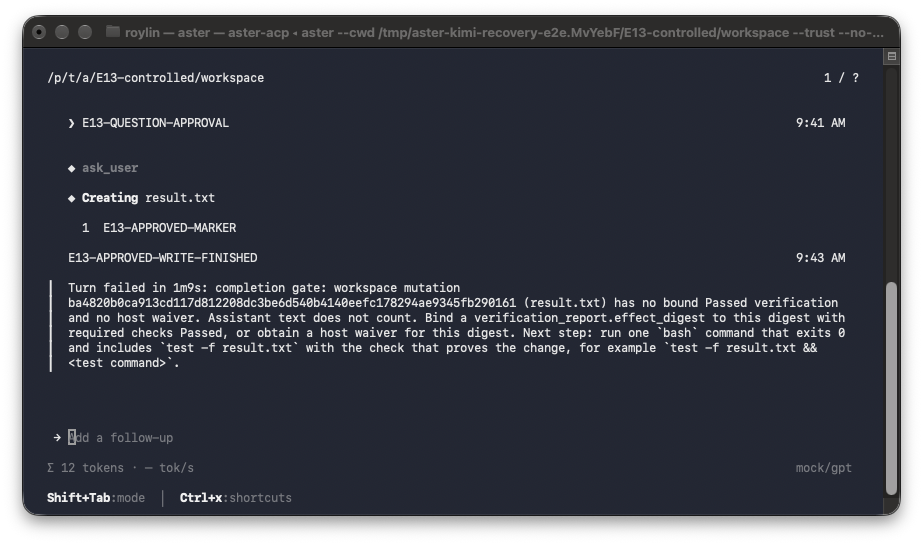 roylin — aster — aster-acp ◂ aster --cwd /tmp/aster-kimi-recovery-e2e.MvYebF/E13-controlled/workspace --trust --no-...
/p/t/a/E13-controlled/workspace 1 / ?
❯ E13-QUESTION-APPROVAL 9:41 AM
◆ ask_user
◆ Creating result.txt
1 E13-APPROVED-MARKER
E13-APPROVED-WRITE-FINISHED 9:43 AM
Turn failed in 1m9s: completion gate: workspace mutation
ba4820b0ca913cd117d812208dc3be6d540b4140eefc178294ae9345fb290161 (result.txt) has no bound Passed verification
and no host waiver. Assistant text does not count. Bind a verification_report.effect_digest to this digest with
required checks Passed, or obtain a host waiver for this digest. Next step: run one `bash` command that exits 0
and includes `test -f result.txt` with the check that proves the change, for example `test -f result.txt &&
<test command>`.
→ Add a follow-up
Σ 12 tokens · — tok/s mock/gpt
Shift+Tab:mode │ Ctrl+x:shortcuts